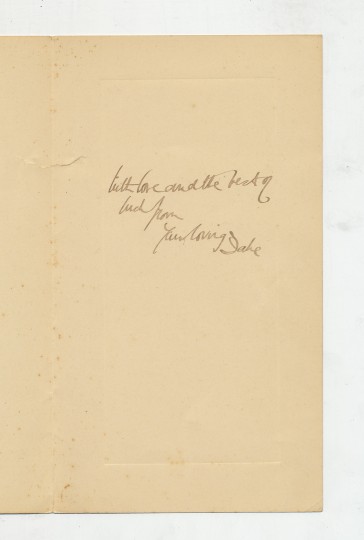 With love and the best of
luck from
Your loving